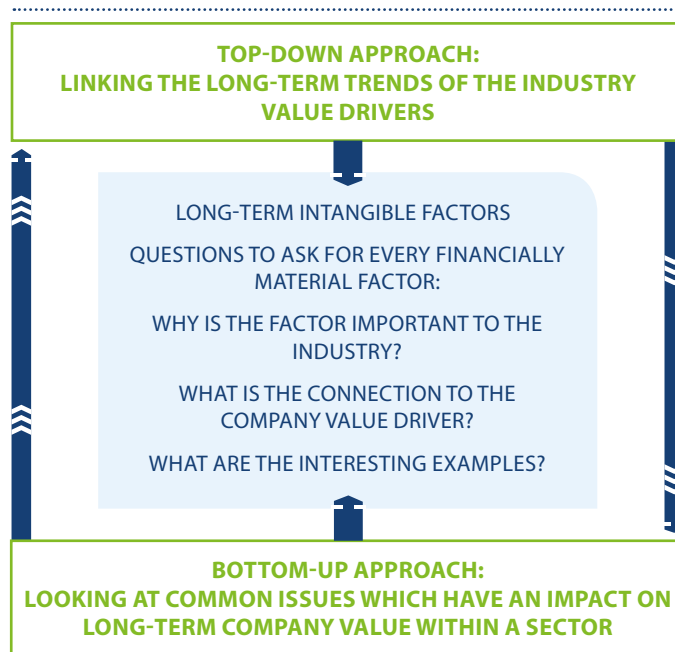 TOP-DOWN APPROACH:
LINKING THE LONG-TERM TRENDS OF THE INDUSTRY
VALUE DRIVERS
LONG-TERM INTANGIBLE FACTORS
QUESTIONS TO ASK FOR EVERY FINANCIALLY
MATERIAL FACTOR:
WHY IS THE FACTOR IMPORTANT TO THE
INDUSTRY?
WHAT IS THE CONNECTION TO THE
COMPANY VALUE DRIVER?
WHAT ARE THE INTERESTING EXAMPLES?
BOTTOM-UP APPROACH:
LOOKING AT COMMON ISSUES WHICH HAVE AN IMPACT ON
LONG-TERM COMPANY VALUE WITHIN A SECTOR